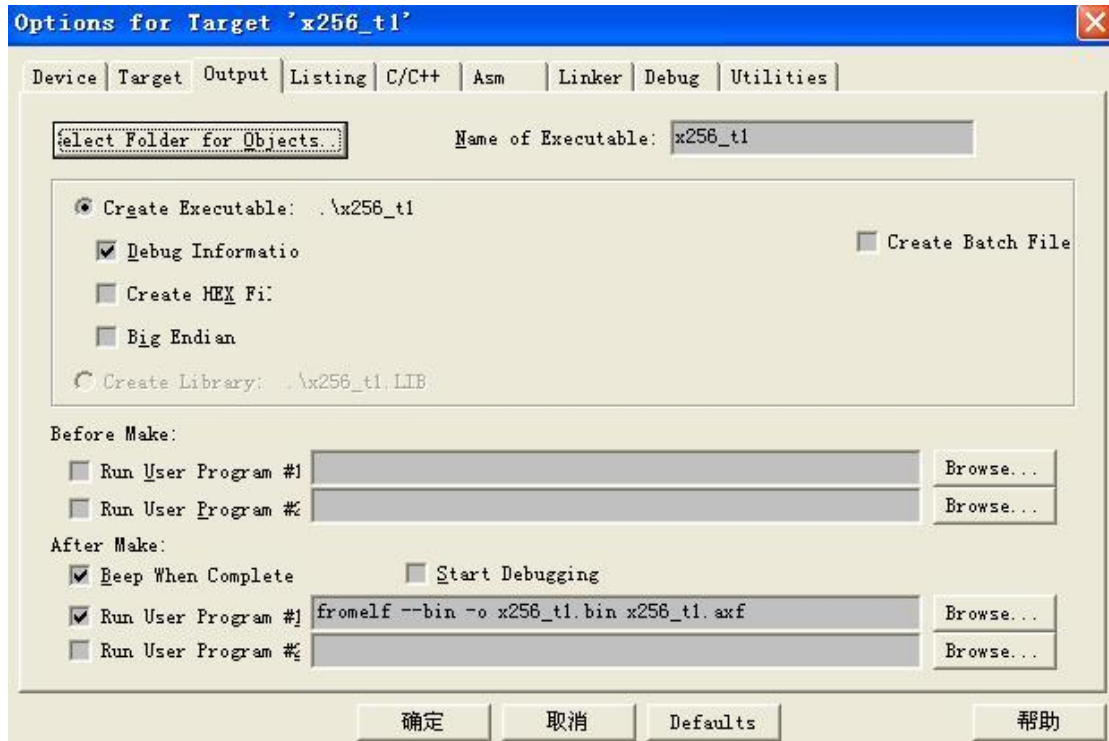 Options for Target 'x256_t1'
Device Target Output Listing C/C++ Asm Linker Debug Utilities
elect Folder for Objects.. Name of Executable: x256_t1
Create Executable: .\x256_t1
Debug Informatio Create Batch File
Create HEX Fi
Big Endian
Create Library: .\x256_t1.LIB
Before Make:
Run User Program #1 Browse...
Run User Program #2 Browse...
After Make:
Beep When Complete Start Debugging
Run User Program #1 fromelf --bin -o x256_t1.bin x256_t1.axf Browse...
Run User Program #2 Browse...
确定 取消 Defaults 帮助